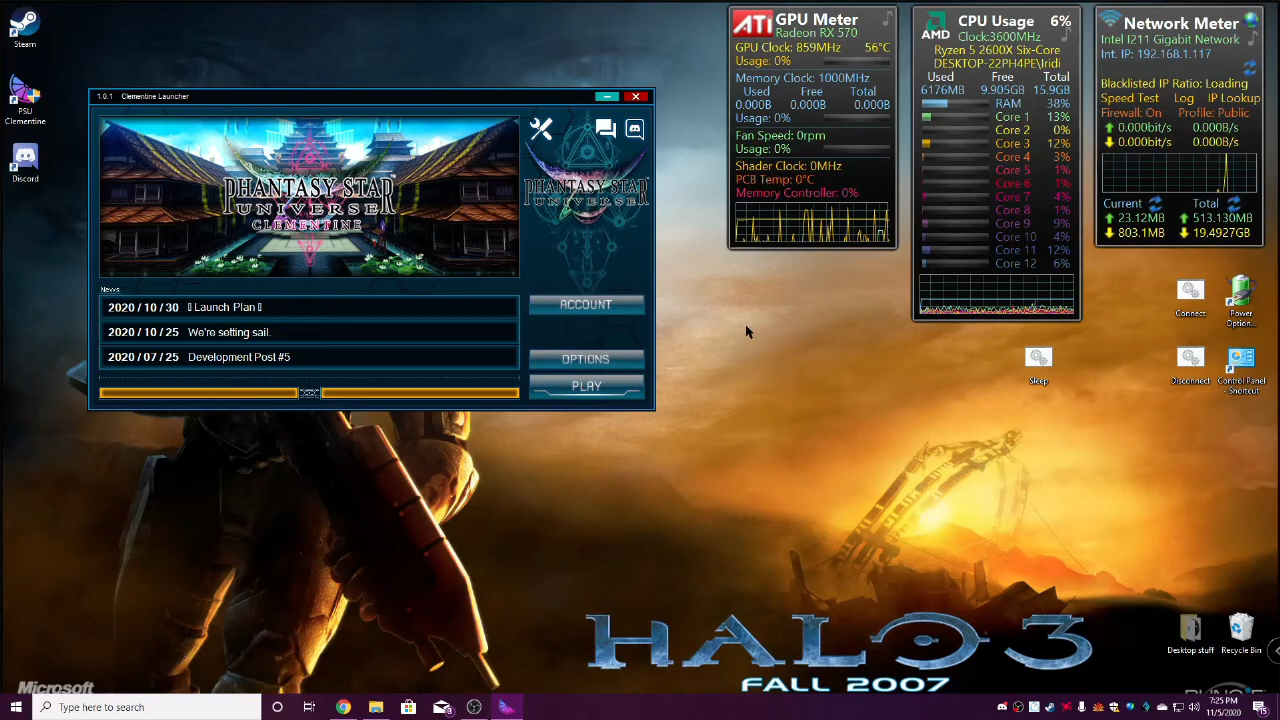 Steam
PSU
Clementine
Discord
1.0.1 Clementine Launcher
PHANTASY STAR
UNIVERSE
CLEMENTINE
PHANTASY STAR
UNIVERSE
News
2020 / 10 / 30 Launch Plan
2020 / 10 / 25 We're setting sail.
2020 / 07 / 25 Development Post #5
ACCOUNT
OPTIONS
PLAY
ATI
GPU Meter
Radeon RX 570
GPU Clock: 859MHz 56°C
Usage: 0%
Memory Clock: 1000MHz
Used Free Total
0.000B 0.000B 0.000B
Usage: 0%
Fan Speed: 0rpm
Usage: 0%
Shader Clock: 0MHz
PCB Temp: 0°C
Memory Controller: 0%
AMD
CPU Usage 6%
Clock:3600MHz
Ryzen 5 2600X Six-Core
DESKTOP-22PH4PE\Iridi
Used Free Total
6176MB 9.905GB 15.9GB
RAM 38%
Core 1 13%
Core 2 0%
Core 3 12%
Core 4 3%
Core 5 1%
Core 6 1%
Core 7 4%
Core 8 1%
Core 9 9%
Core 10 4%
Core 11 12%
Core 12 6%
Network Meter
Intel I211 Gigabit Network
Int. IP: 192.168.1.117
Blacklisted IP Ratio: Loading
Speed Test Log IP Lookup
Firewall: On Profile: Public
0.000bit/s 0.000B/s
0.000bit/s 0.000B/s
Current Total
23.12MB 513.130MB
803.1MB 19.4927GB
Connect
Power
Option...
Sleep
Disconnect
Control Panel
- Shortcut
HALO 3
FALL 2007
Desktop stuff
Recycle Bin
Microsoft
Type here to search
3
7:25 PM
11/5/2020
15